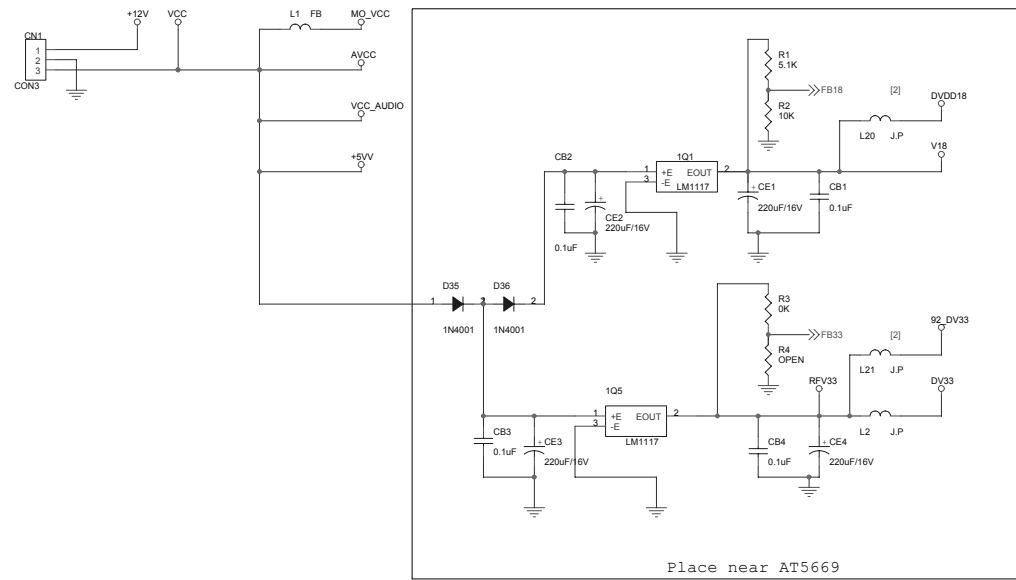 +12V
VCC
L1 FB
MO_VCC
CN1
1
2
3
CON3
AVCC
VCC_AUDIO
+5VV
R1
5.1K
FB18
[2]
R2
10K
DVDD18
L20 J.P
V18
CB2
1Q1
1 +E EOUT 2
3 -E
LM1117
+
CE2
220uF/16V
0.1uF
+ CE1
220uF/16V
CB1
0.1uF
D35
D36
1 2
1 2
1N4001
1N4001
R3
0K
FB33
[2]
R4
OPEN
92_DV33
L21 J.P
RFV33
DV33
1Q5
1 +E EOUT 2
3 -E
LM1117
L2 J.P
CB3
0.1uF
+ CE3
220uF/16V
CB4
0.1uF
+ CE4
220uF/16V
Place near AT5669